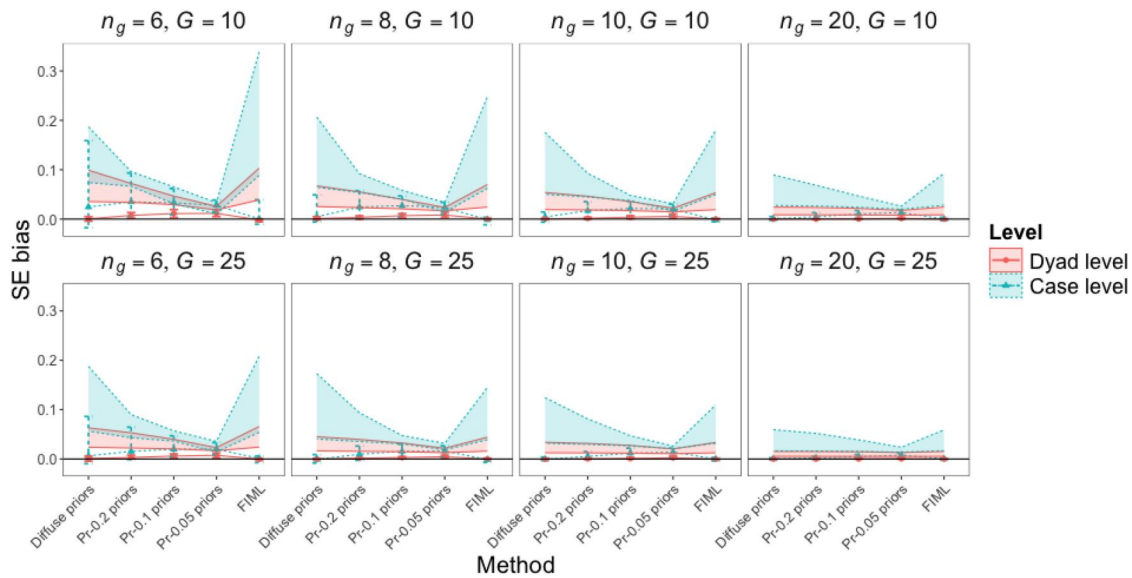 n_g = 6, G = 10
n_g = 8, G = 10
n_g = 10, G = 10
n_g = 20, G = 10
0.3
0.2
0.1
0.0
n_g = 6, G = 25
n_g = 8, G = 25
n_g = 10, G = 25
n_g = 20, G = 25
0.3
0.2
0.1
0.0
SE bias
Diffuse priors
Pr-0.2 priors
Pr-0.1 priors
Pr-0.05 priors
FIML
Diffuse priors
Pr-0.2 priors
Pr-0.1 priors
Pr-0.05 priors
FIML
Diffuse priors
Pr-0.2 priors
Pr-0.1 priors
Pr-0.05 priors
FIML
Diffuse priors
Pr-0.2 priors
Pr-0.1 priors
Pr-0.05 priors
FIML
Method
Level
Dyad level
Case level